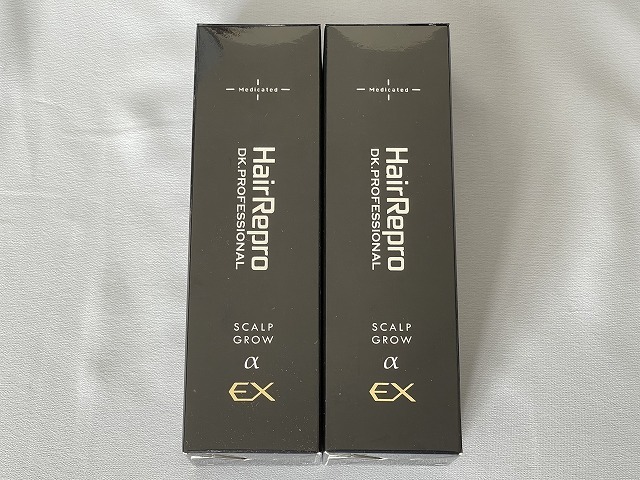 Medicated
HairRepro
DK.PROFESSIONAL
SCALP
GROW
α
EX
Medicated
HairRepro
DK.PROFESSIONAL
SCALP
GROW
α
EX